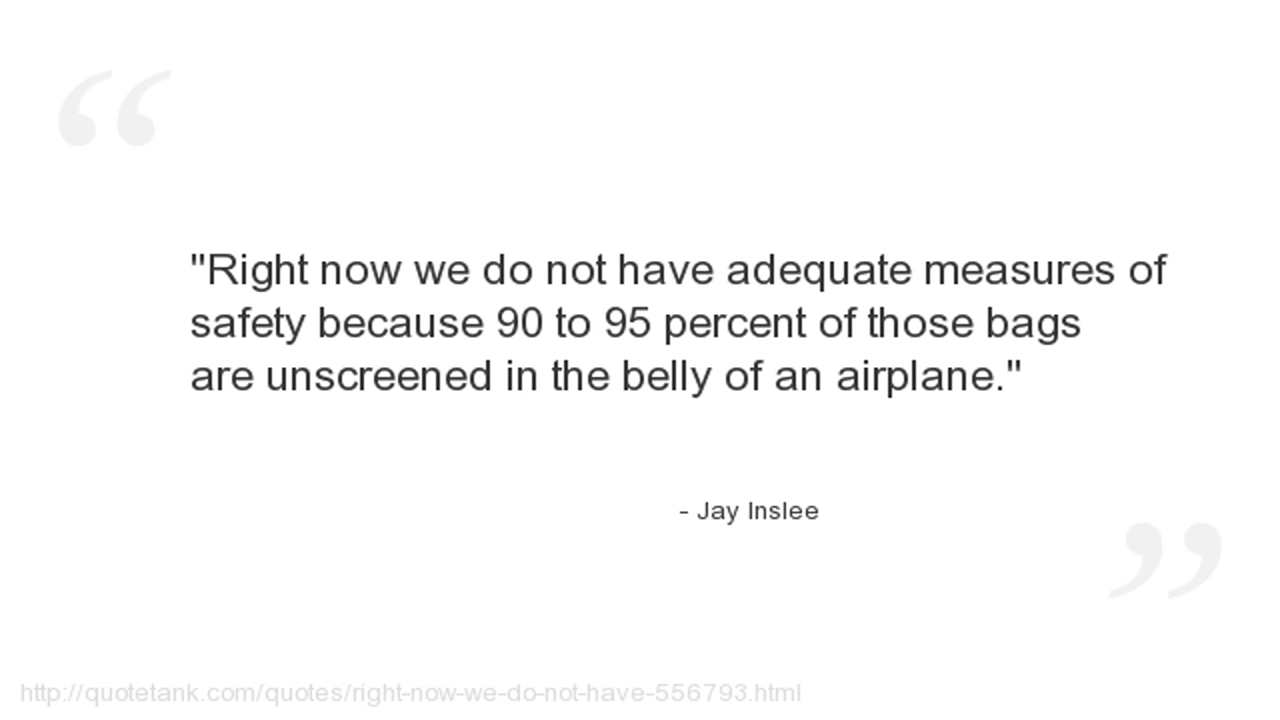 "Right now we do not have adequate measures of
safety because 90 to 95 percent of those bags
are unscreened in the belly of an airplane."
- Jay Inslee
http://quotetank.com/quotes/right-now-we-do-not-have-556793.html